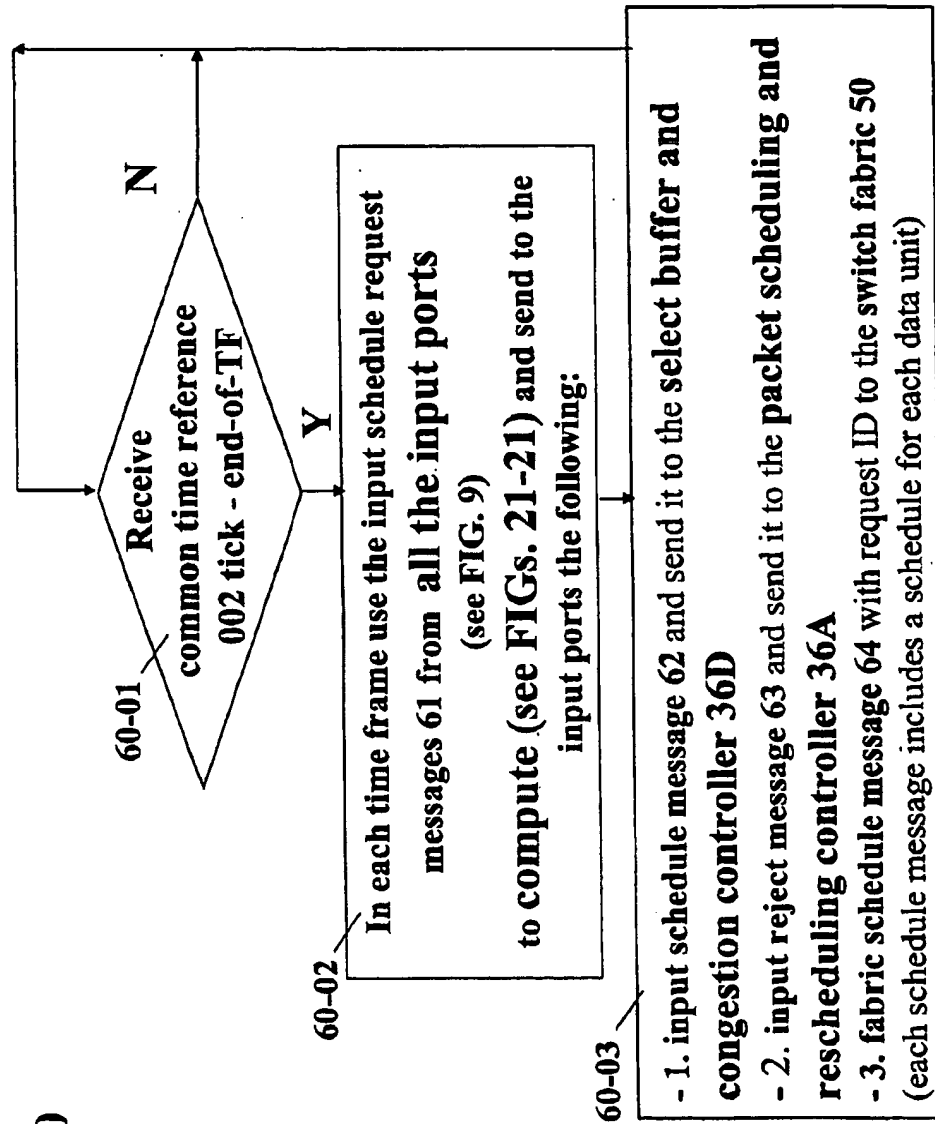 Receive
common time reference
002 tick - end-of-TF
60-01
N
Y
60-02
In each time frame use the input schedule request
messages 61 from all the input ports
(see FIG. 9)
to compute (see FIGs. 21-21) and send to the
input ports the following:
60-03
- 1. input schedule message 62 and send it to the select buffer and
congestion controller 36D
- 2. input reject message 63 and send it to the packet scheduling and
rescheduling controller 36A
- 3. fabric schedule message 64 with request ID to the switch fabric 50
(each schedule message includes a schedule for each data unit)